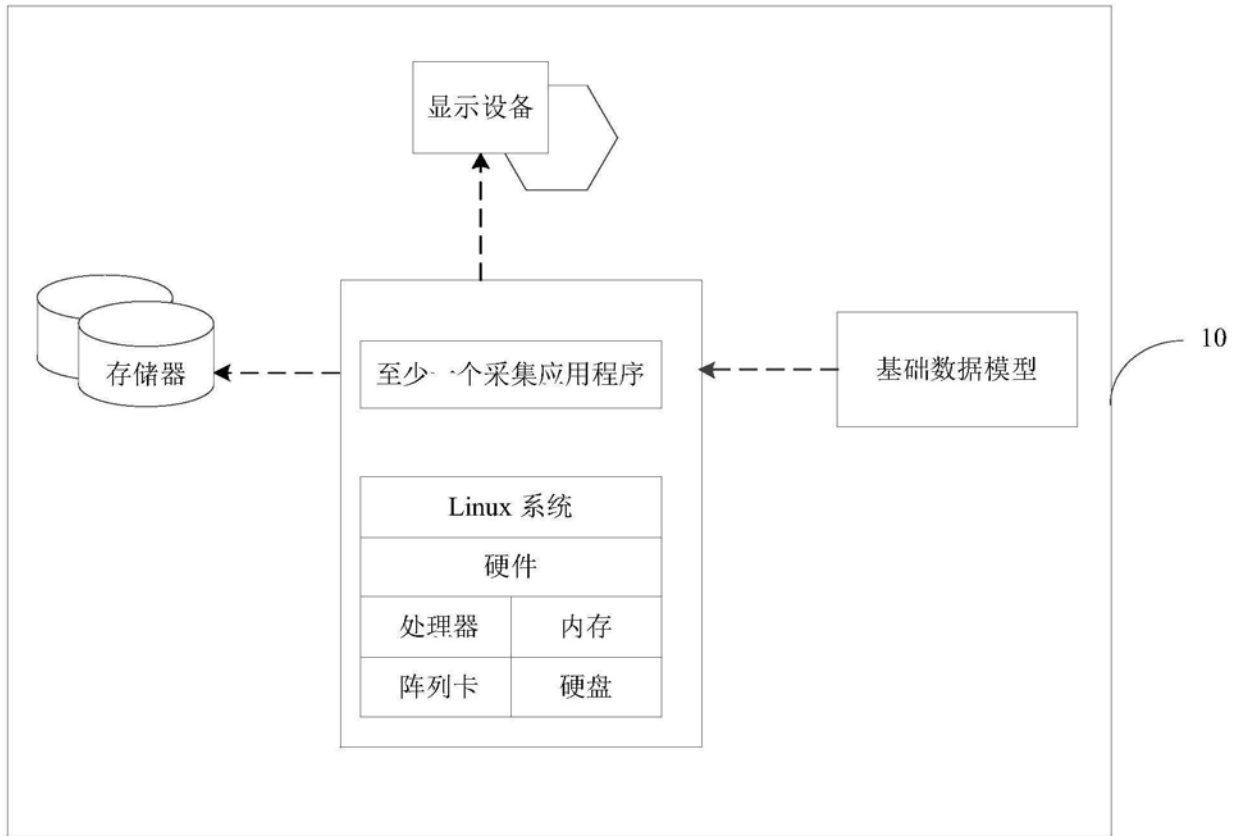 显示设备
存储器
至少一个采集应用程序
基础数据模型
10
Linux 系统
硬件
处理器
内存
阵列卡
硬盘